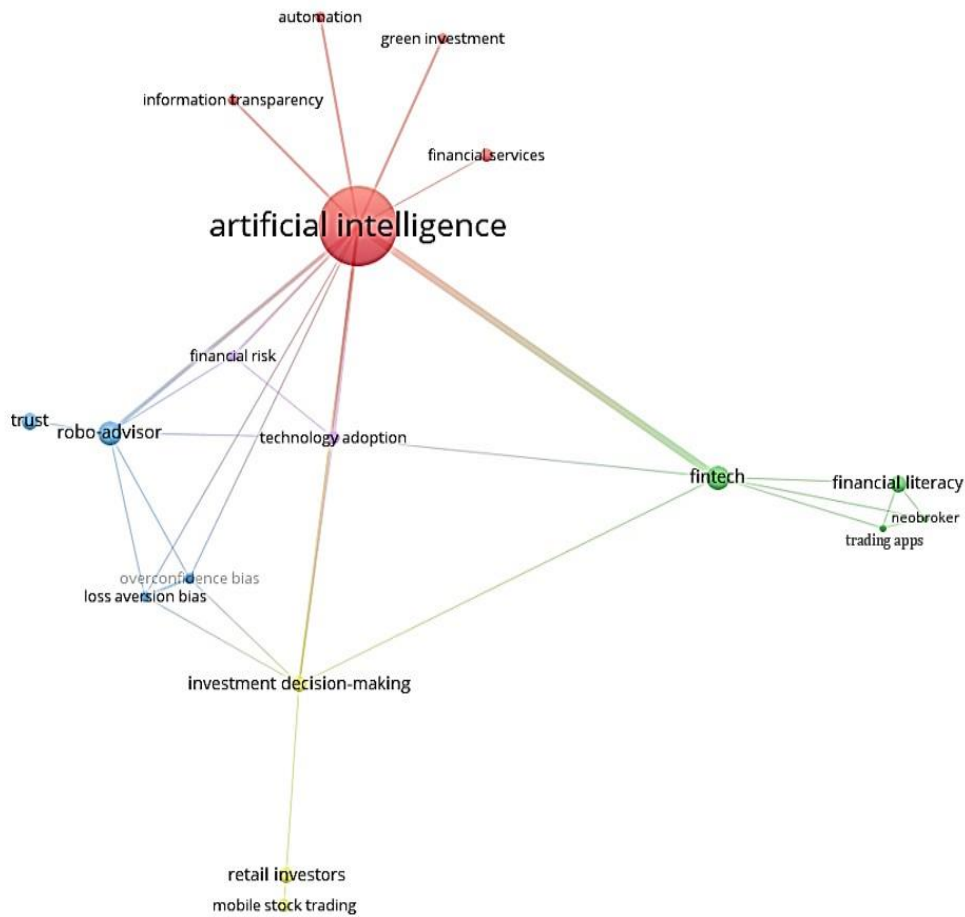 automation
green investment
information transparency
financial services
artificial intelligence
financial risk
trust
robo-advisor
technology adoption
fintech
financial literacy
neobroker
trading apps
overconfidence bias
loss aversion bias
investment decision-making
retail investors
mobile stock trading